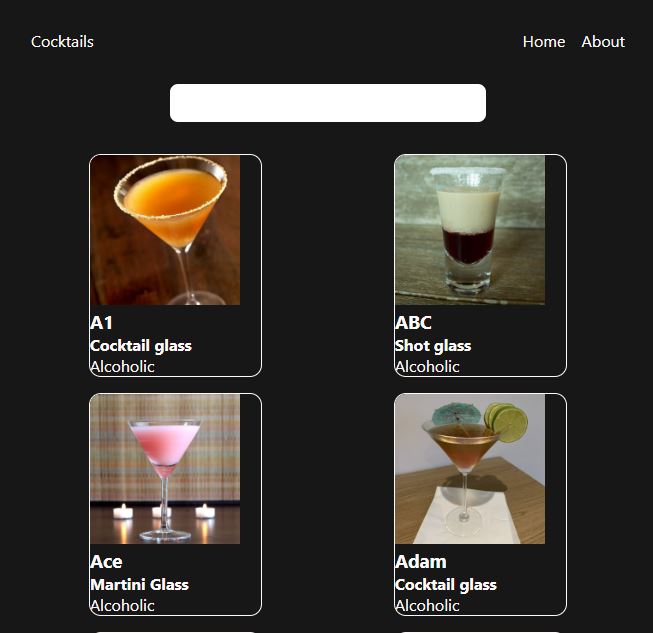 Cocktails
Home About
A1
Cocktail glass
Alcoholic
ABC
Shot glass
Alcoholic
Ace
Martini Glass
Alcoholic
Adam
Cocktail glass
Alcoholic